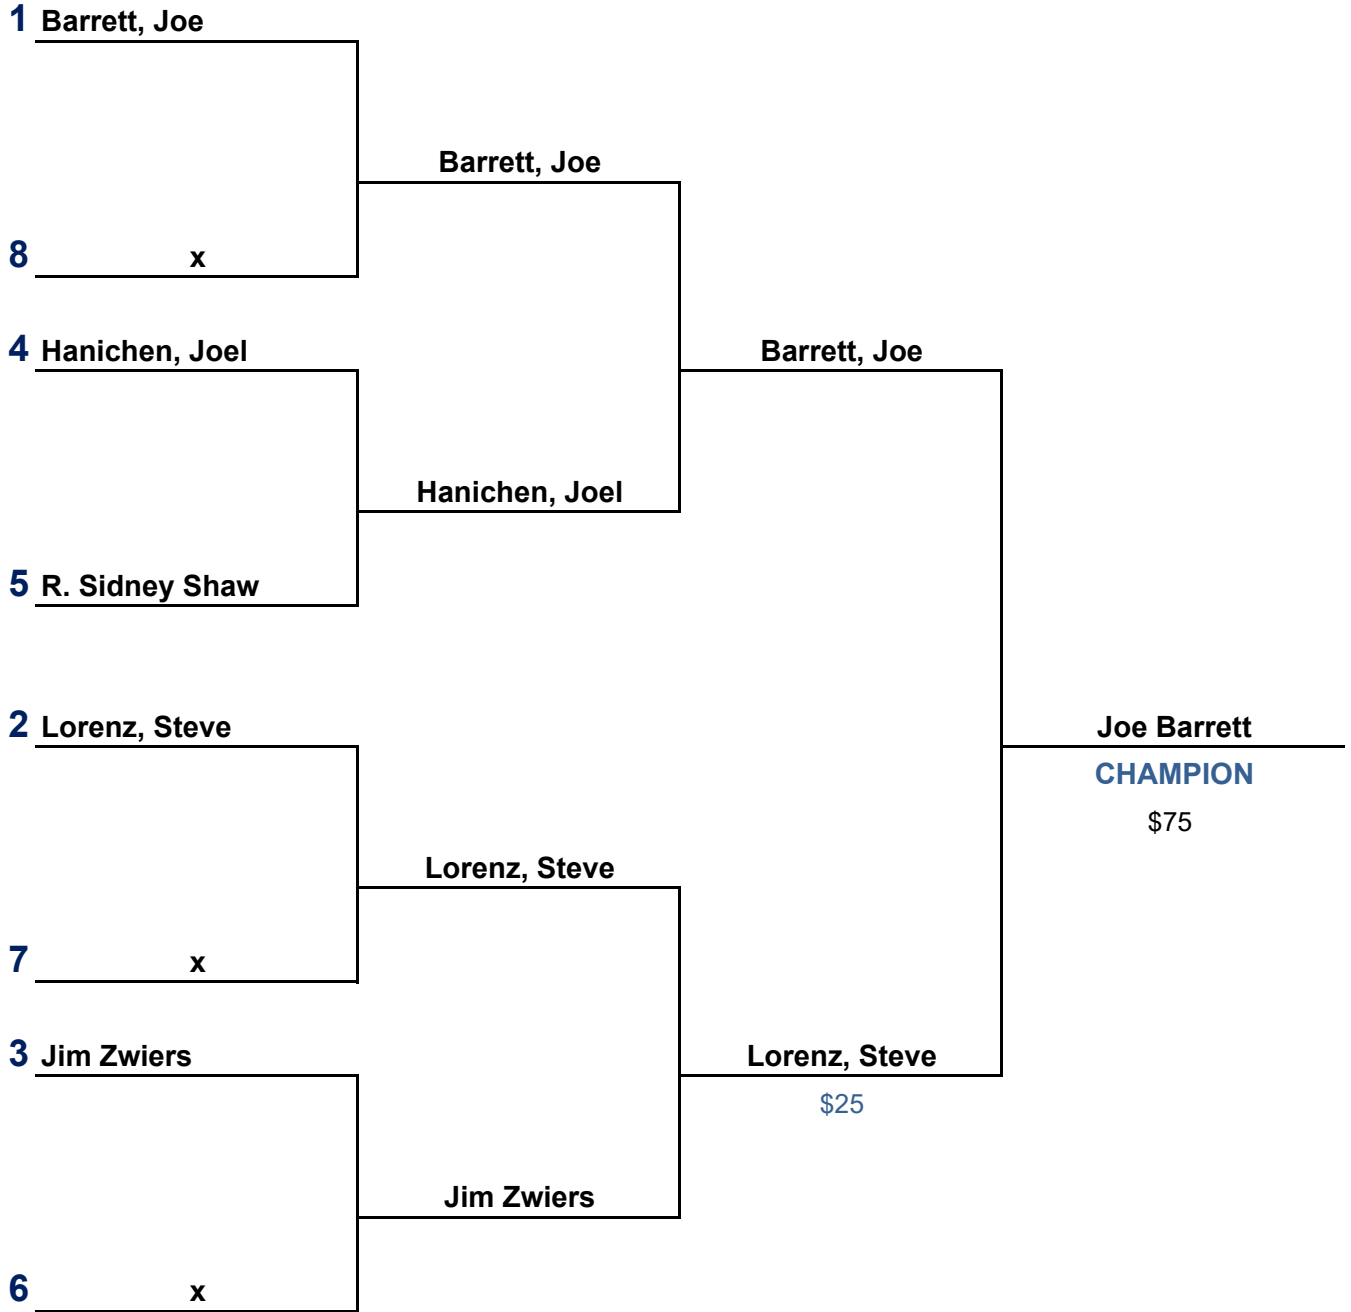 1 Barrett, Joe
Barrett, Joe
8 x
4 Hanichen, Joel
Barrett, Joe
Hanichen, Joel
5 R. Sidney Shaw
2 Lorenz, Steve
Joe Barrett
CHAMPION
$75
Lorenz, Steve
7 x
3 Jim Zwiers
Lorenz, Steve
$25
Jim Zwiers
6 x